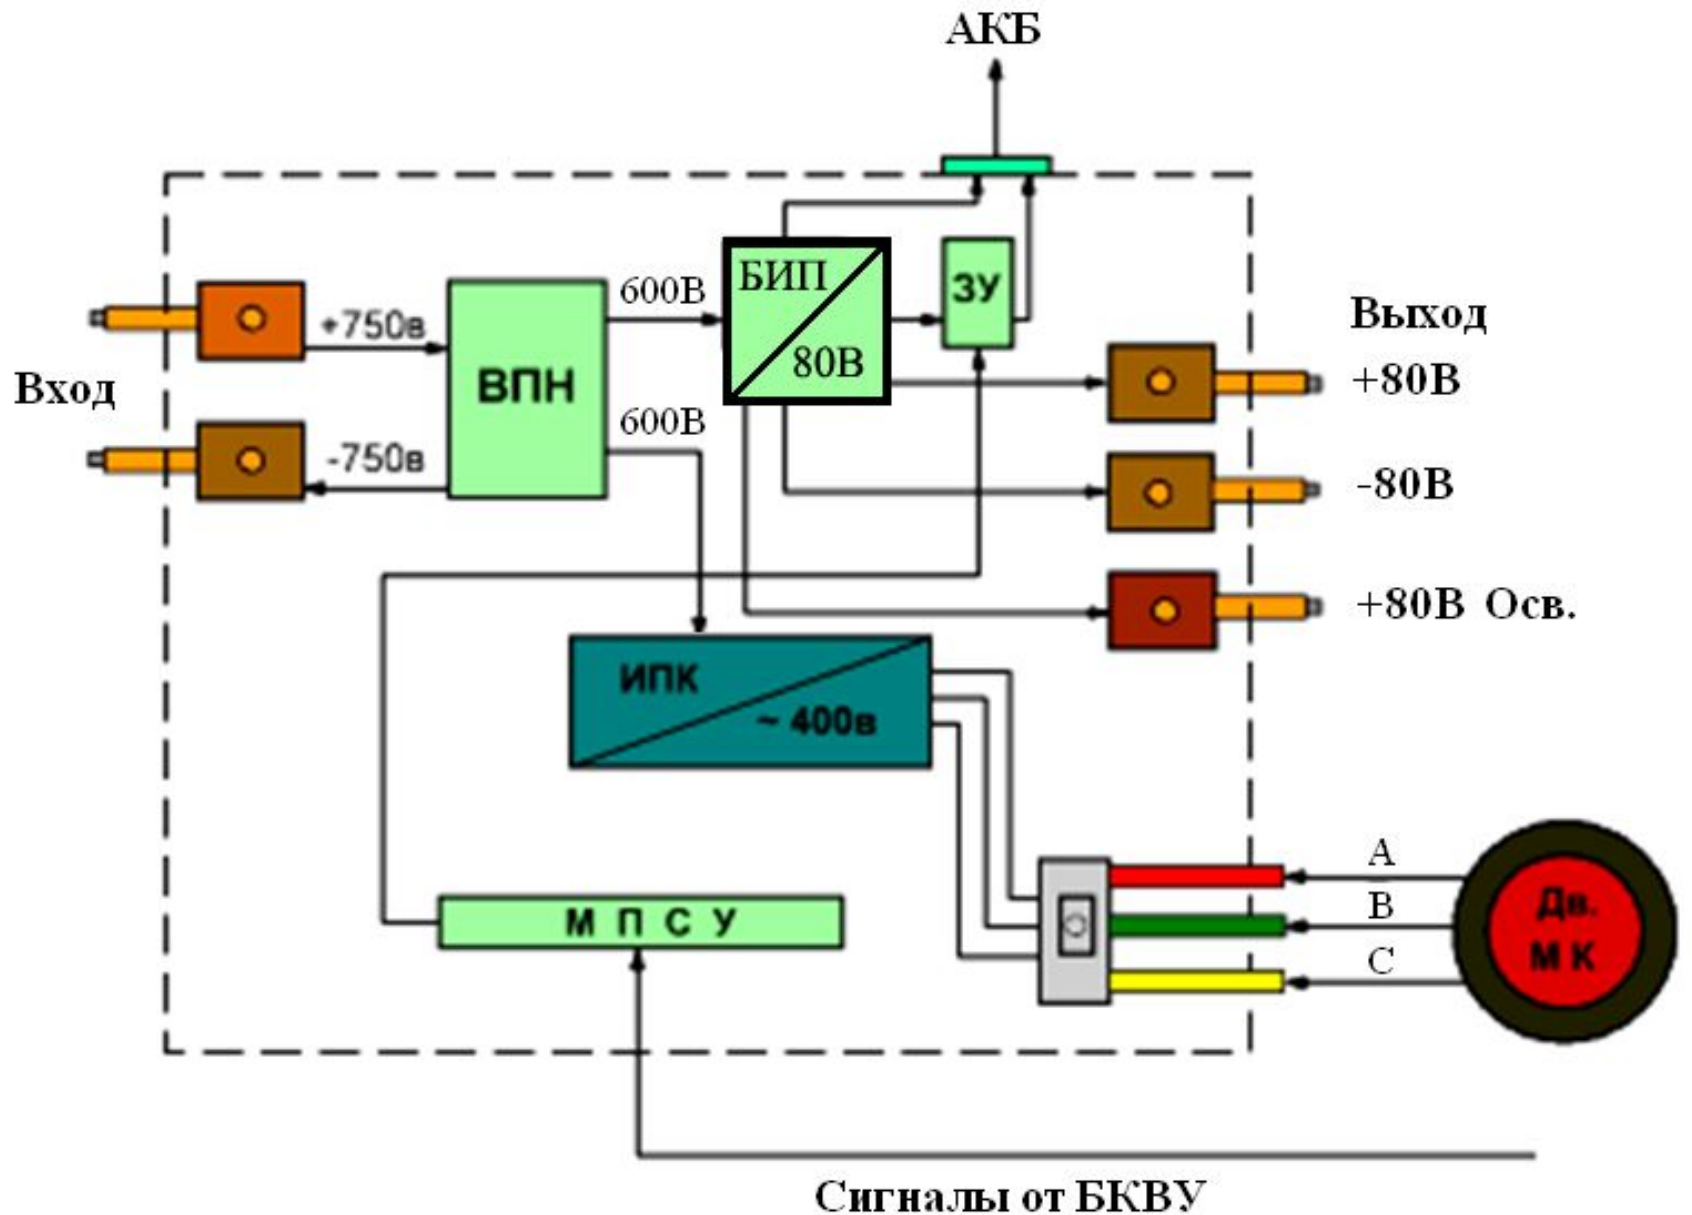 АКБ
600В
БИП
ЗУ
Выход
+750в
80В
+80В
Вход
ВПН
600В
-750в
-80В
+80В Осв.
ИПК
~ 400в
А
Дв.
В
М К
М П С У
С
Сигналы от БКВУ